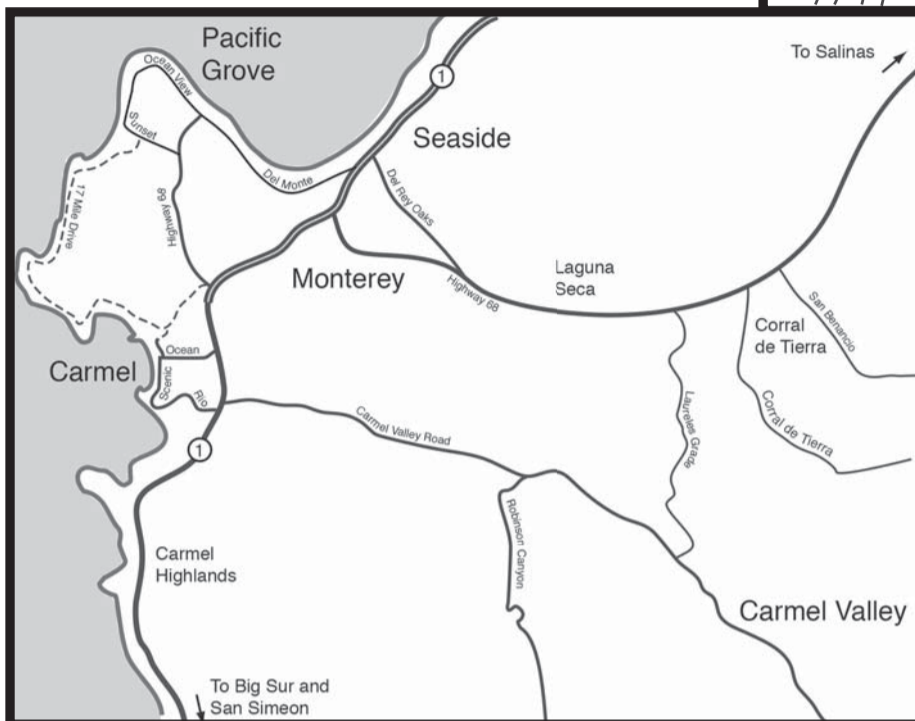 Pacific
Grove
To Salinas
Ocean View
1
Sunset
Seaside
Del Monte
Del Rey Oaks
17 Mile Drive
Highway 68
Monterey
Laguna
Seca
Highway 68
San Benancio
Corral
de Tierra
Ocean
Carmel
Scenic
Rio
Laureles Grade
Corral de Tierra
Carmel Valley Road
1
Robinson Canyon
Carmel
Highlands
Carmel Valley
To Big Sur and
San Simeon